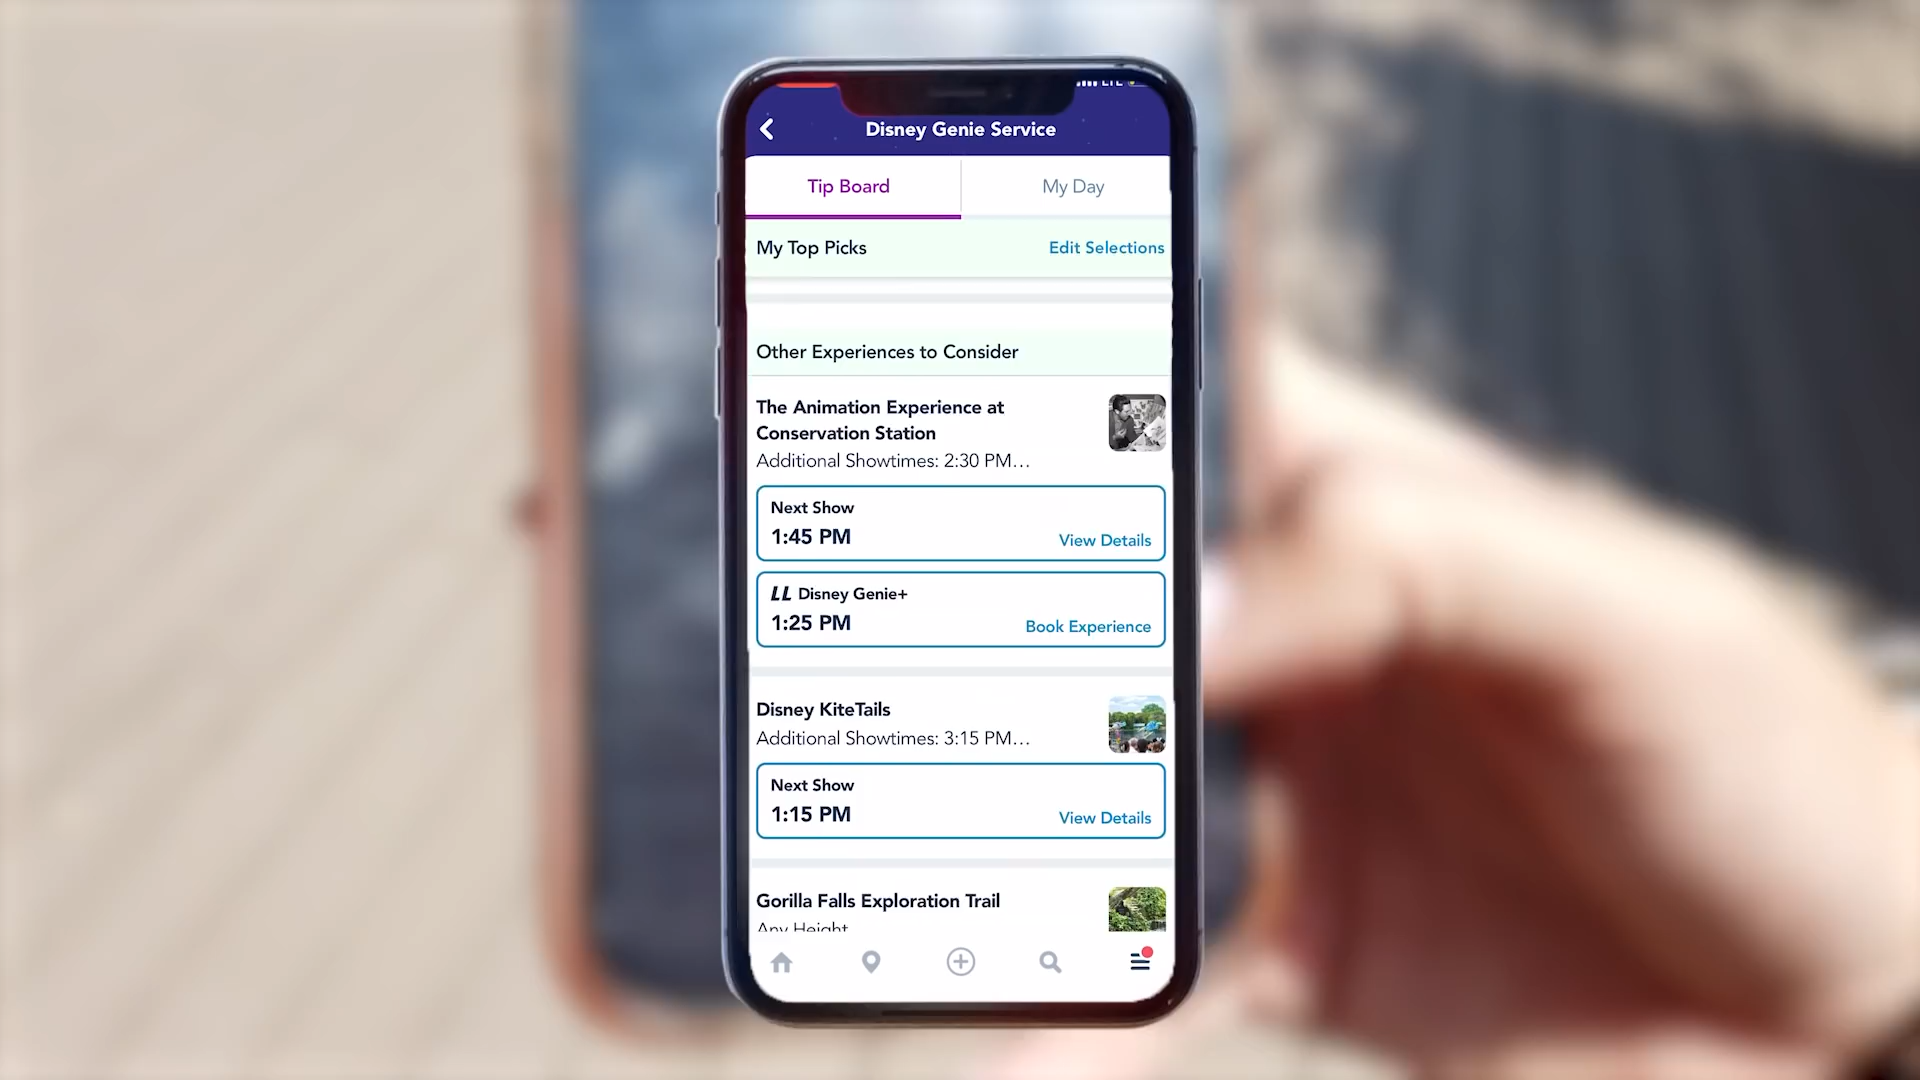 Disney Genie Service
Tip Board
My Day
My Top Picks
Edit Selections
Other Experiences to Consider
The Animation Experience at
Conservation Station
Additional Showtimes: 2:30 PM...
Next Show
1:45 PM
View Details
LL Disney Genie+
1:25 PM
Book Experience
Disney KiteTails
Additional Showtimes: 3:15 PM...
Next Show
1:15 PM
View Details
Gorilla Falls Exploration Trail
Any Height